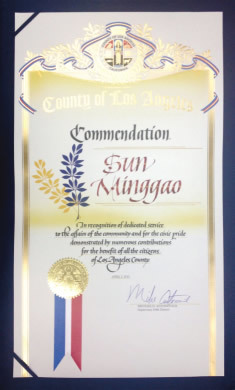 County of Los Angeles
Commendation
Sun
Minggao
In recognition of dedicated service
to the affairs of the community and for the civic pride
demonstrated by numerous contributions
for the benefit of all the citizens
of Los Angeles County